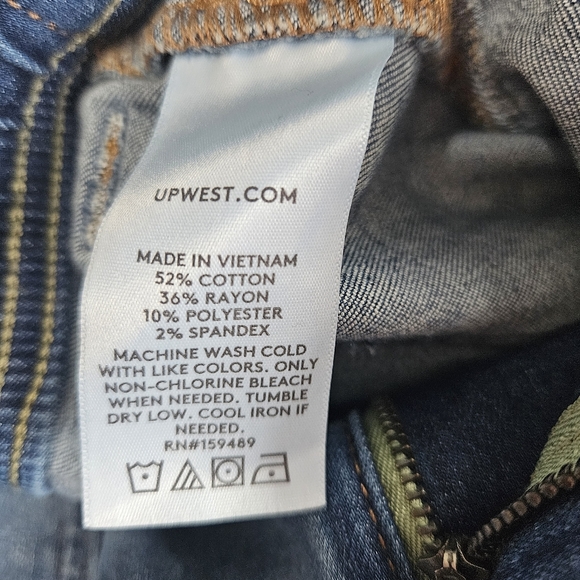 UPWEST.COM
MADE IN VIETNAM
52% COTTON
36% RAYON
10% POLYESTER
2% SPANDEX
MACHINE WASH COLD
WITH LIKE COLORS. ONLY
NON-CHLORINE BLEACH
WHEN NEEDED. TUMBLE
DRY LOW. COOL IRON IF
NEEDED.
RN#159489